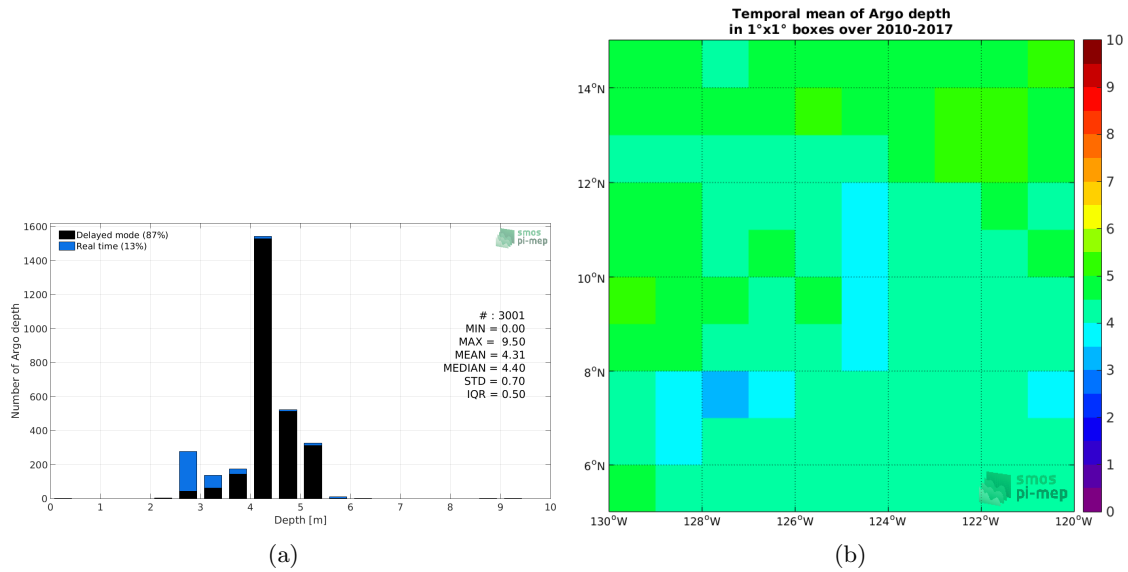 1600
1400
1200
1000
800
600
400
200
0
Number of Argo depth
Delayed mode (87%)
Real time (13%)
smos
pi-mep
# : 3001
MIN = 0.00
MAX = 9.50
MEAN = 4.31
MEDIAN = 4.40
STD = 0.70
IQR = 0.50
0 1 2 3 4 5 6 7 8 9 10
Depth [m]
(a)
Temporal mean of Argo depth
in 1°x1° boxes over 2010-2017
14°N
12°N
10°N
8°N
6°N
130°W 128°W 126°W 124°W 122°W 120°W
smos
pi-mep
10
9
8
7
6
5
4
3
2
1
0
(b)